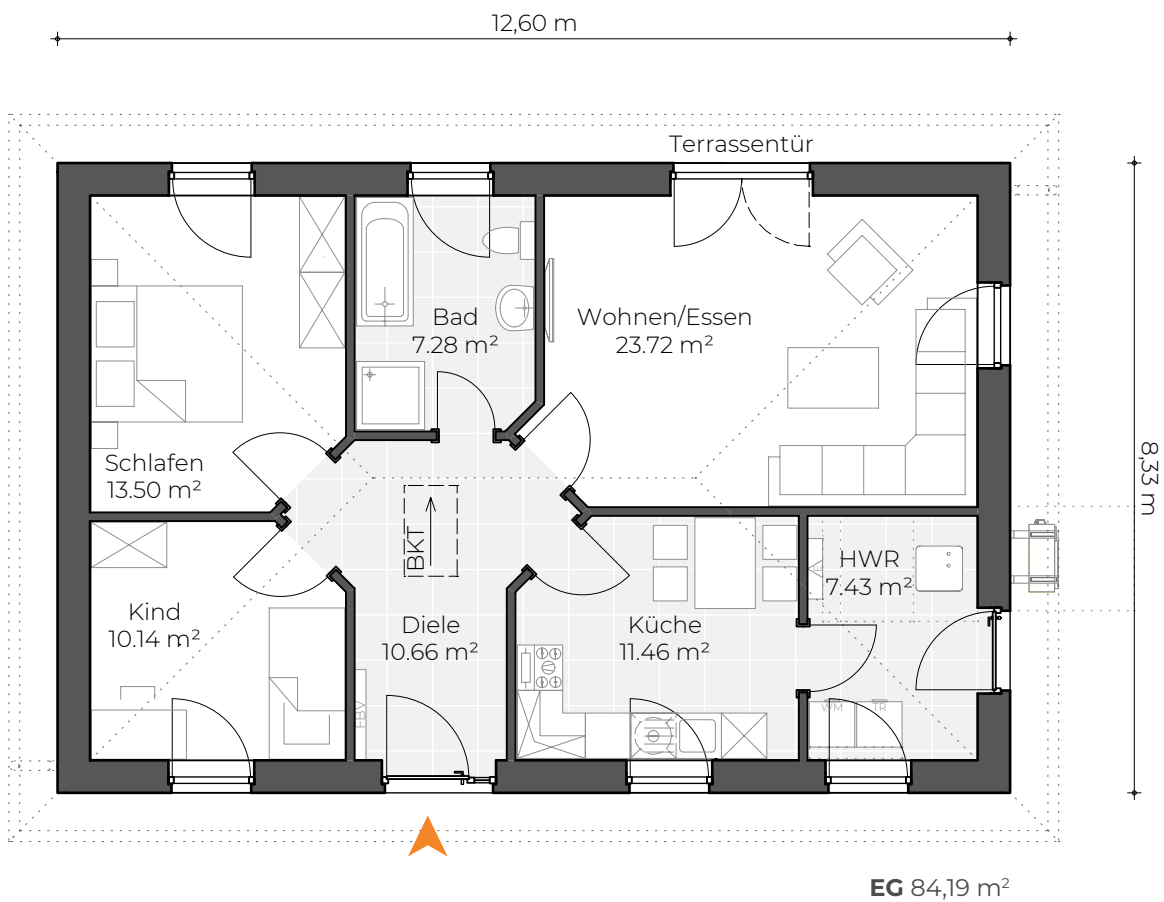 12,60 m
Terrassentür
8,33 m
Bad
7.28 m²
Wohnen/Essen
23.72 m²
Schlafen
13.50 m²
BKT
HWR
7.43 m²
Kind
10.14 m²
Diele
10.66 m²
Küche
11.46 m²
WM
TR
EG 84,19 m²